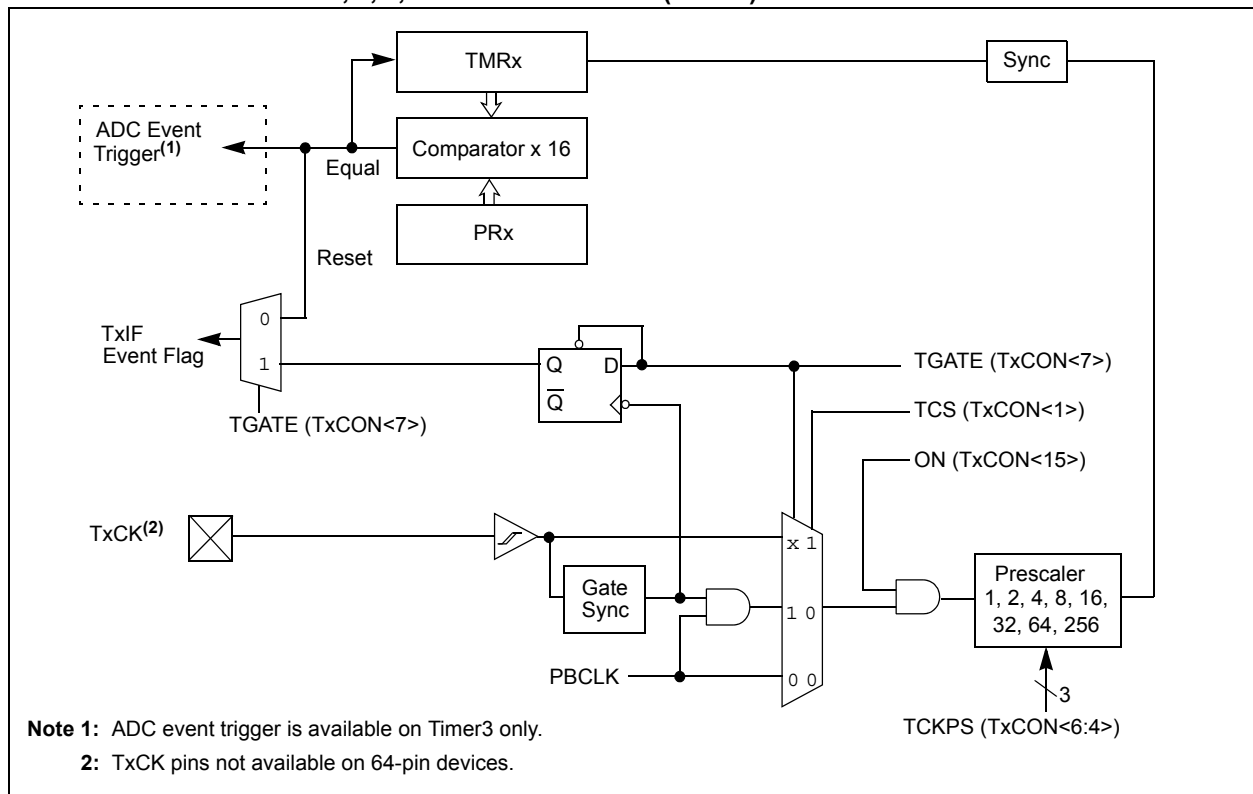 TMRx
Sync
ADC Event
Trigger(1)
Equal
Comparator x 16
PRx
Reset
0
1
TxIF
Event Flag
TGATE (TxCON<7>)
Q D
Q
TGATE (TxCON<7>)
TCS (TxCON<1>)
ON (TxCON<15>)
TxCK(2)
x 1
1 0
0 0
Gate
Sync
PBCLK
Prescaler
1, 2, 4, 8, 16,
32, 64, 256
3
TCKPS (TxCON<6:4>)
Note 1: ADC event trigger is available on Timer3 only.
2: TxCK pins not available on 64-pin devices.